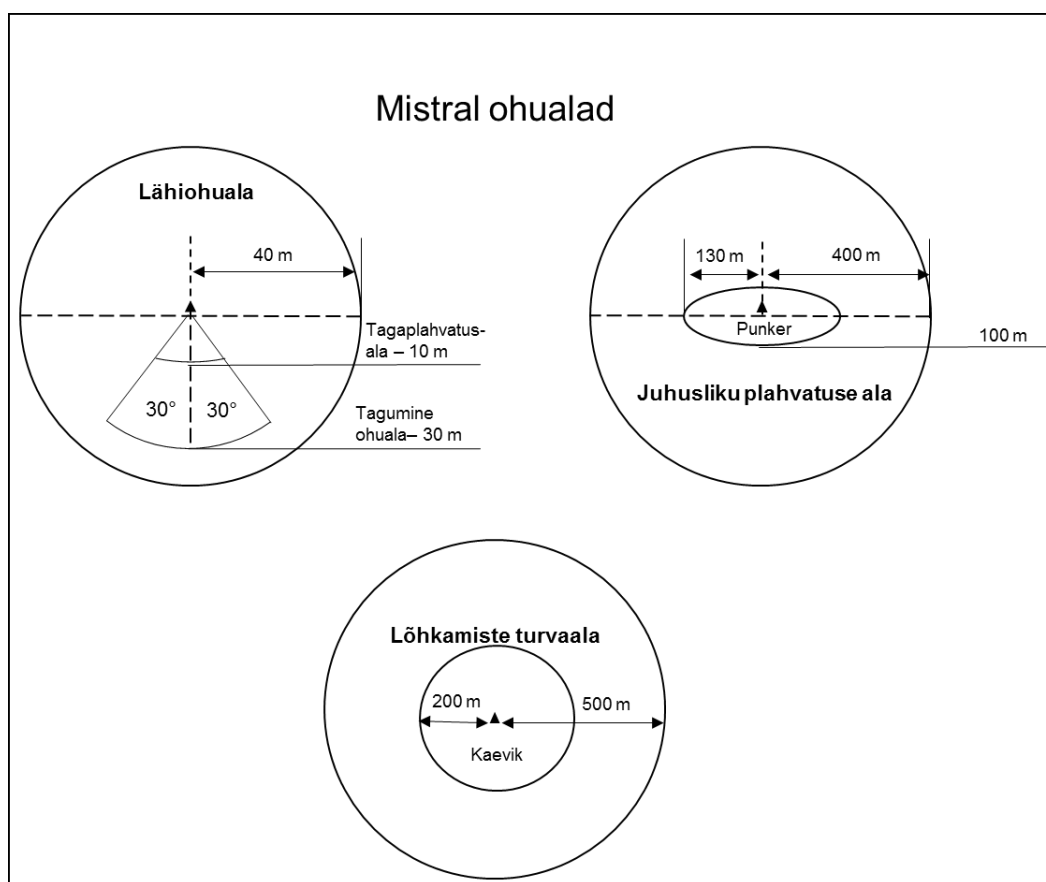 Mistral ohualad
Lähiohuala
40 m
Tagaplahvatus-
ala – 10 m
30°
30°
Tagumine
ohuala– 30 m
130 m
400 m
Punker
100 m
Juhusliku plahvatuse ala
Lõhkamiste turvaala
200 m
500 m
Kaevik